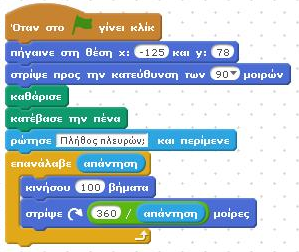 Όταν στο γίνει κλικ
πήγαινε στη θέση x: -125 και y: 78
στρίψε προς την κατεύθυνση των 90 μοιρών
καθάρισε
κατέβασε την πένα
ρώτησε Πλήθος πλευρών; και περίμενε
επανάλαβε απάντηση
κινήσου 100 βήματα
στρίψε 360 / απάντηση μοίρες